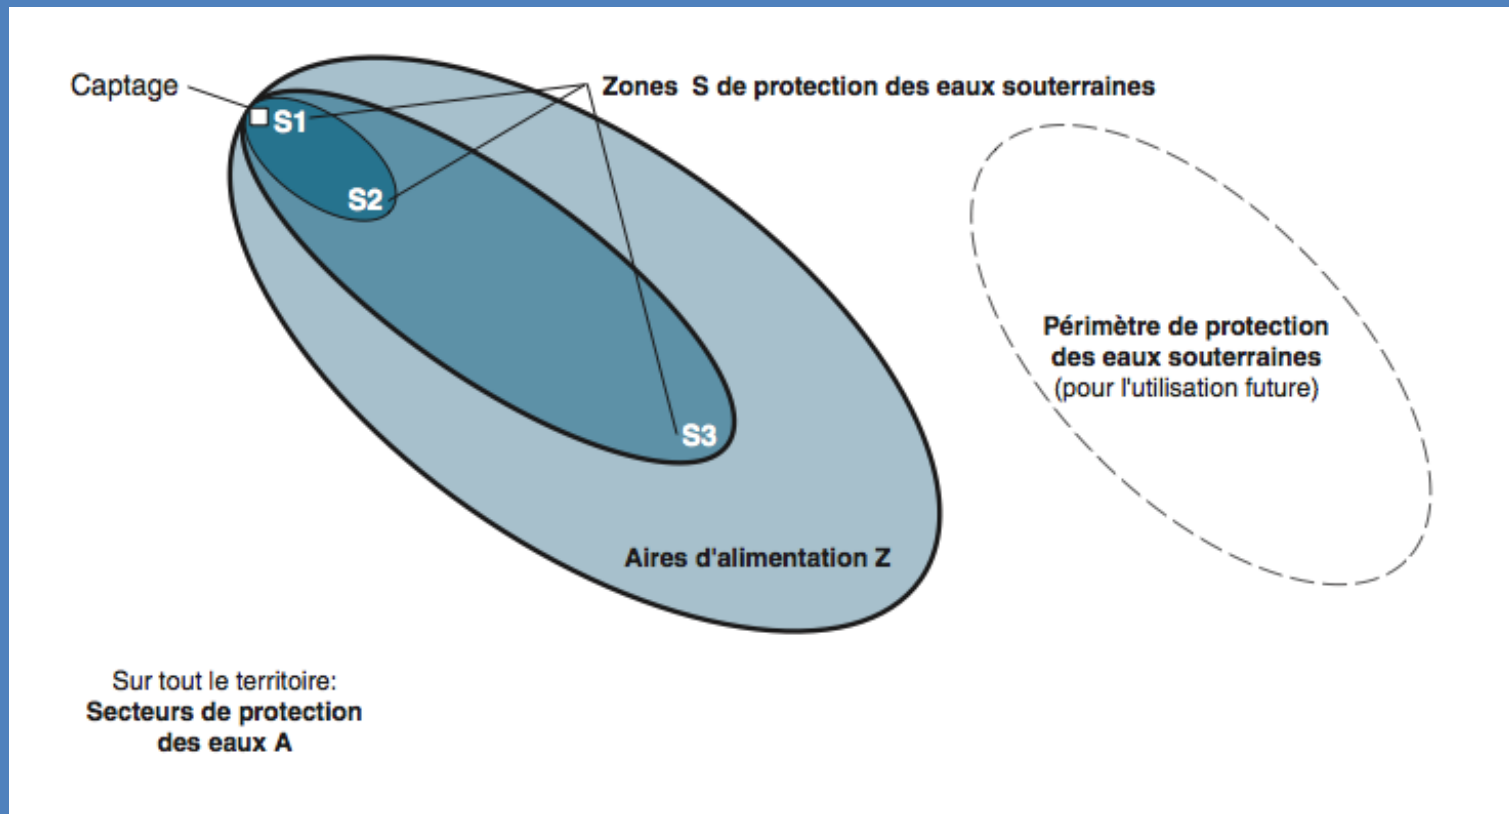 Captage
Zones S de protection des eaux souterraines
S1
S2
Périmètre de protection
des eaux souterraines
(pour l'utilisation future)
S3
Aires d'alimentation Z
Sur tout le territoire:
Secteurs de protection
des eaux A